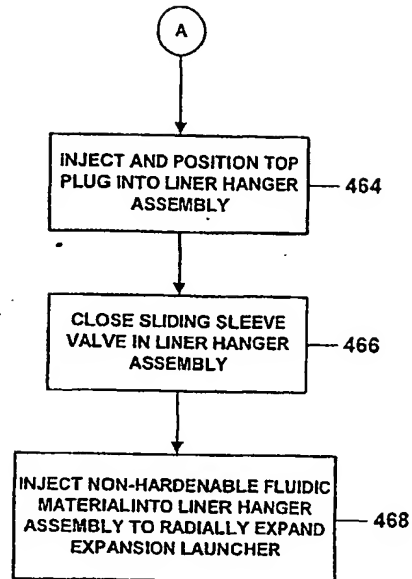 A
INJECT AND POSITION TOP
PLUG INTO LINER HANGER
ASSEMBLY
464
CLOSE SLIDING SLEEVE
VALVE IN LINER HANGER
ASSEMBLY
466
INJECT NON-HARDENABLE FLUIDIC
MATERIALINTO LINER HANGER
ASSEMBLY TO RADIALLY EXPAND
EXPANSION LAUNCHER
468